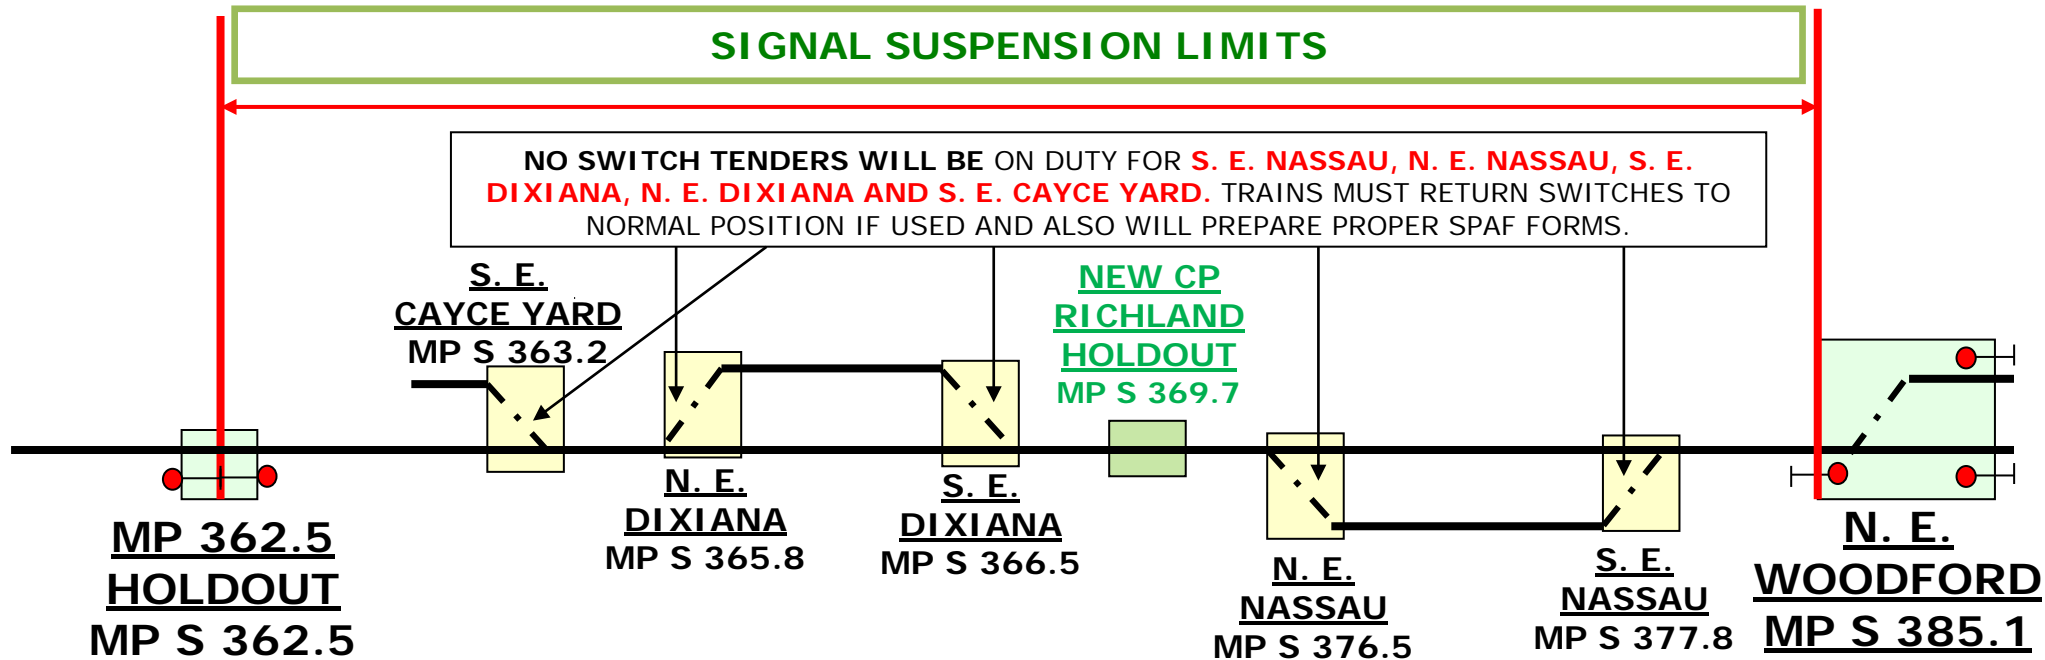 SIGNAL SUSPENSION LIMITS
NO SWITCH TENDERS WILL BE ON DUTY FOR S. E. NASSAU, N. E. NASSAU, S. E.
DIXIANA, N. E. DIXIANA AND S. E. CAYCE YARD. TRAINS MUST RETURN SWITCHES TO
NORMAL POSITION IF USED AND ALSO WILL PREPARE PROPER SPAF FORMS.
S. E.
CAYCE YARD
MP S 363.2
NEW CP
RICHLAND
HOLDOUT
MP S 369.7
MP 362.5
HOLDOUT
MP S 362.5
N. E.
DIXIANA
MP S 365.8
S. E.
DIXIANA
MP S 366.5
N. E.
NASSAU
MP S 376.5
S. E.
NASSAU
MP S 377.8
N. E.
WOODFORD
MP S 385.1